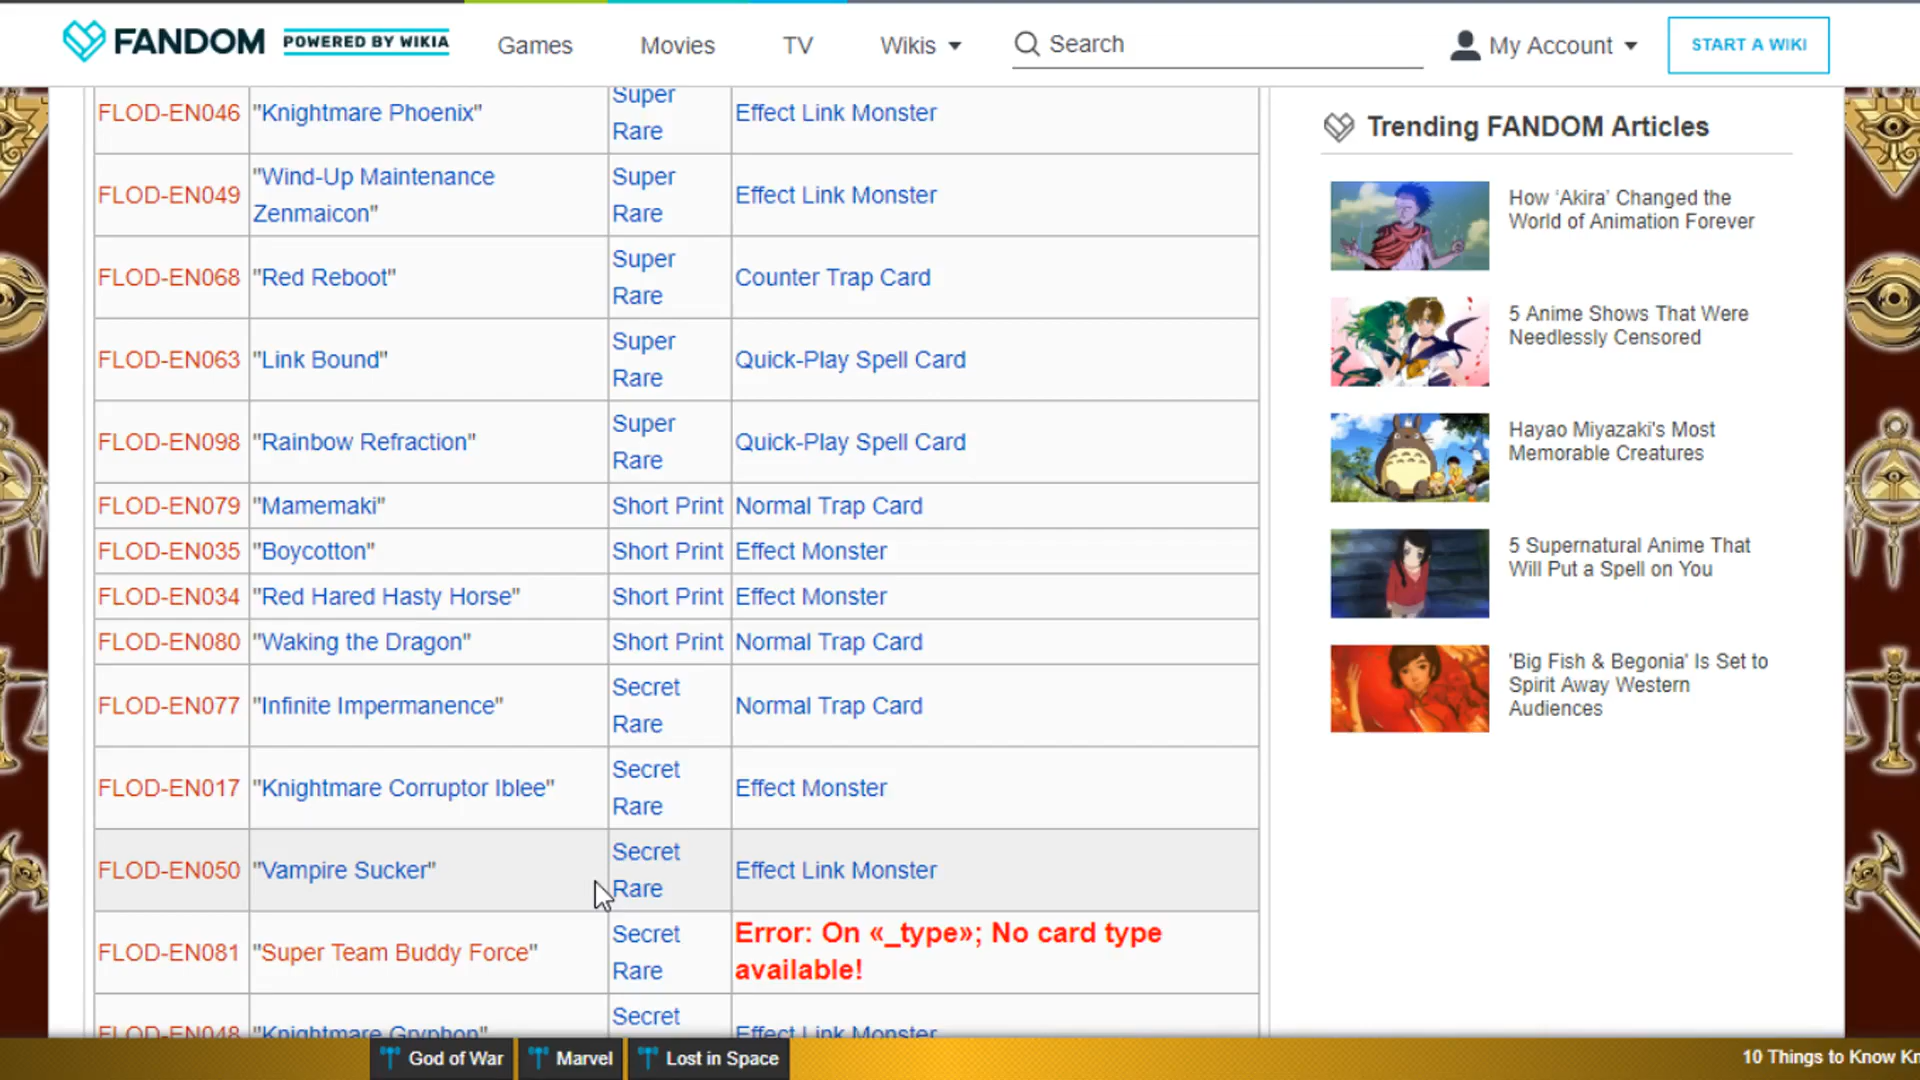 FANDOM POWERED BY WIKIA Games Movies TV Wikis Search My Account START A WIKI
FLOD-EN046 "Knightmare Phoenix" Super Rare Effect Link Monster
FLOD-EN049 "Wind-Up Maintenance Zenmaicon" Super Rare Effect Link Monster
FLOD-EN068 "Red Reboot" Super Rare Counter Trap Card
FLOD-EN063 "Link Bound" Super Rare Quick-Play Spell Card
FLOD-EN098 "Rainbow Refraction" Super Rare Quick-Play Spell Card
FLOD-EN079 "Mamemaki" Short Print Normal Trap Card
FLOD-EN035 "Boycotton" Short Print Effect Monster
FLOD-EN034 "Red Hared Hasty Horse" Short Print Effect Monster
FLOD-EN080 "Waking the Dragon" Short Print Normal Trap Card
FLOD-EN077 "Infinite Impermanence" Secret Rare Normal Trap Card
FLOD-EN017 "Knightmare Corruptor Iblee" Secret Rare Effect Monster
FLOD-EN050 "Vampire Sucker" Secret Rare Effect Link Monster
FLOD-EN081 "Super Team Buddy Force" Secret Rare Error: On «_type»; No card type available!
FLOD-EN048 "Knightmare Gryphon" Secret Effect Link Monster
Trending FANDOM Articles
How ‘Akira’ Changed the
World of Animation Forever
5 Anime Shows That Were
Needlessly Censored
Hayao Miyazaki's Most
Memorable Creatures
5 Supernatural Anime That
Will Put a Spell on You
'Big Fish & Begonia' Is Set to
Spirit Away Western
Audiences
God of War Marvel Lost in Space 10 Things to Know Kn